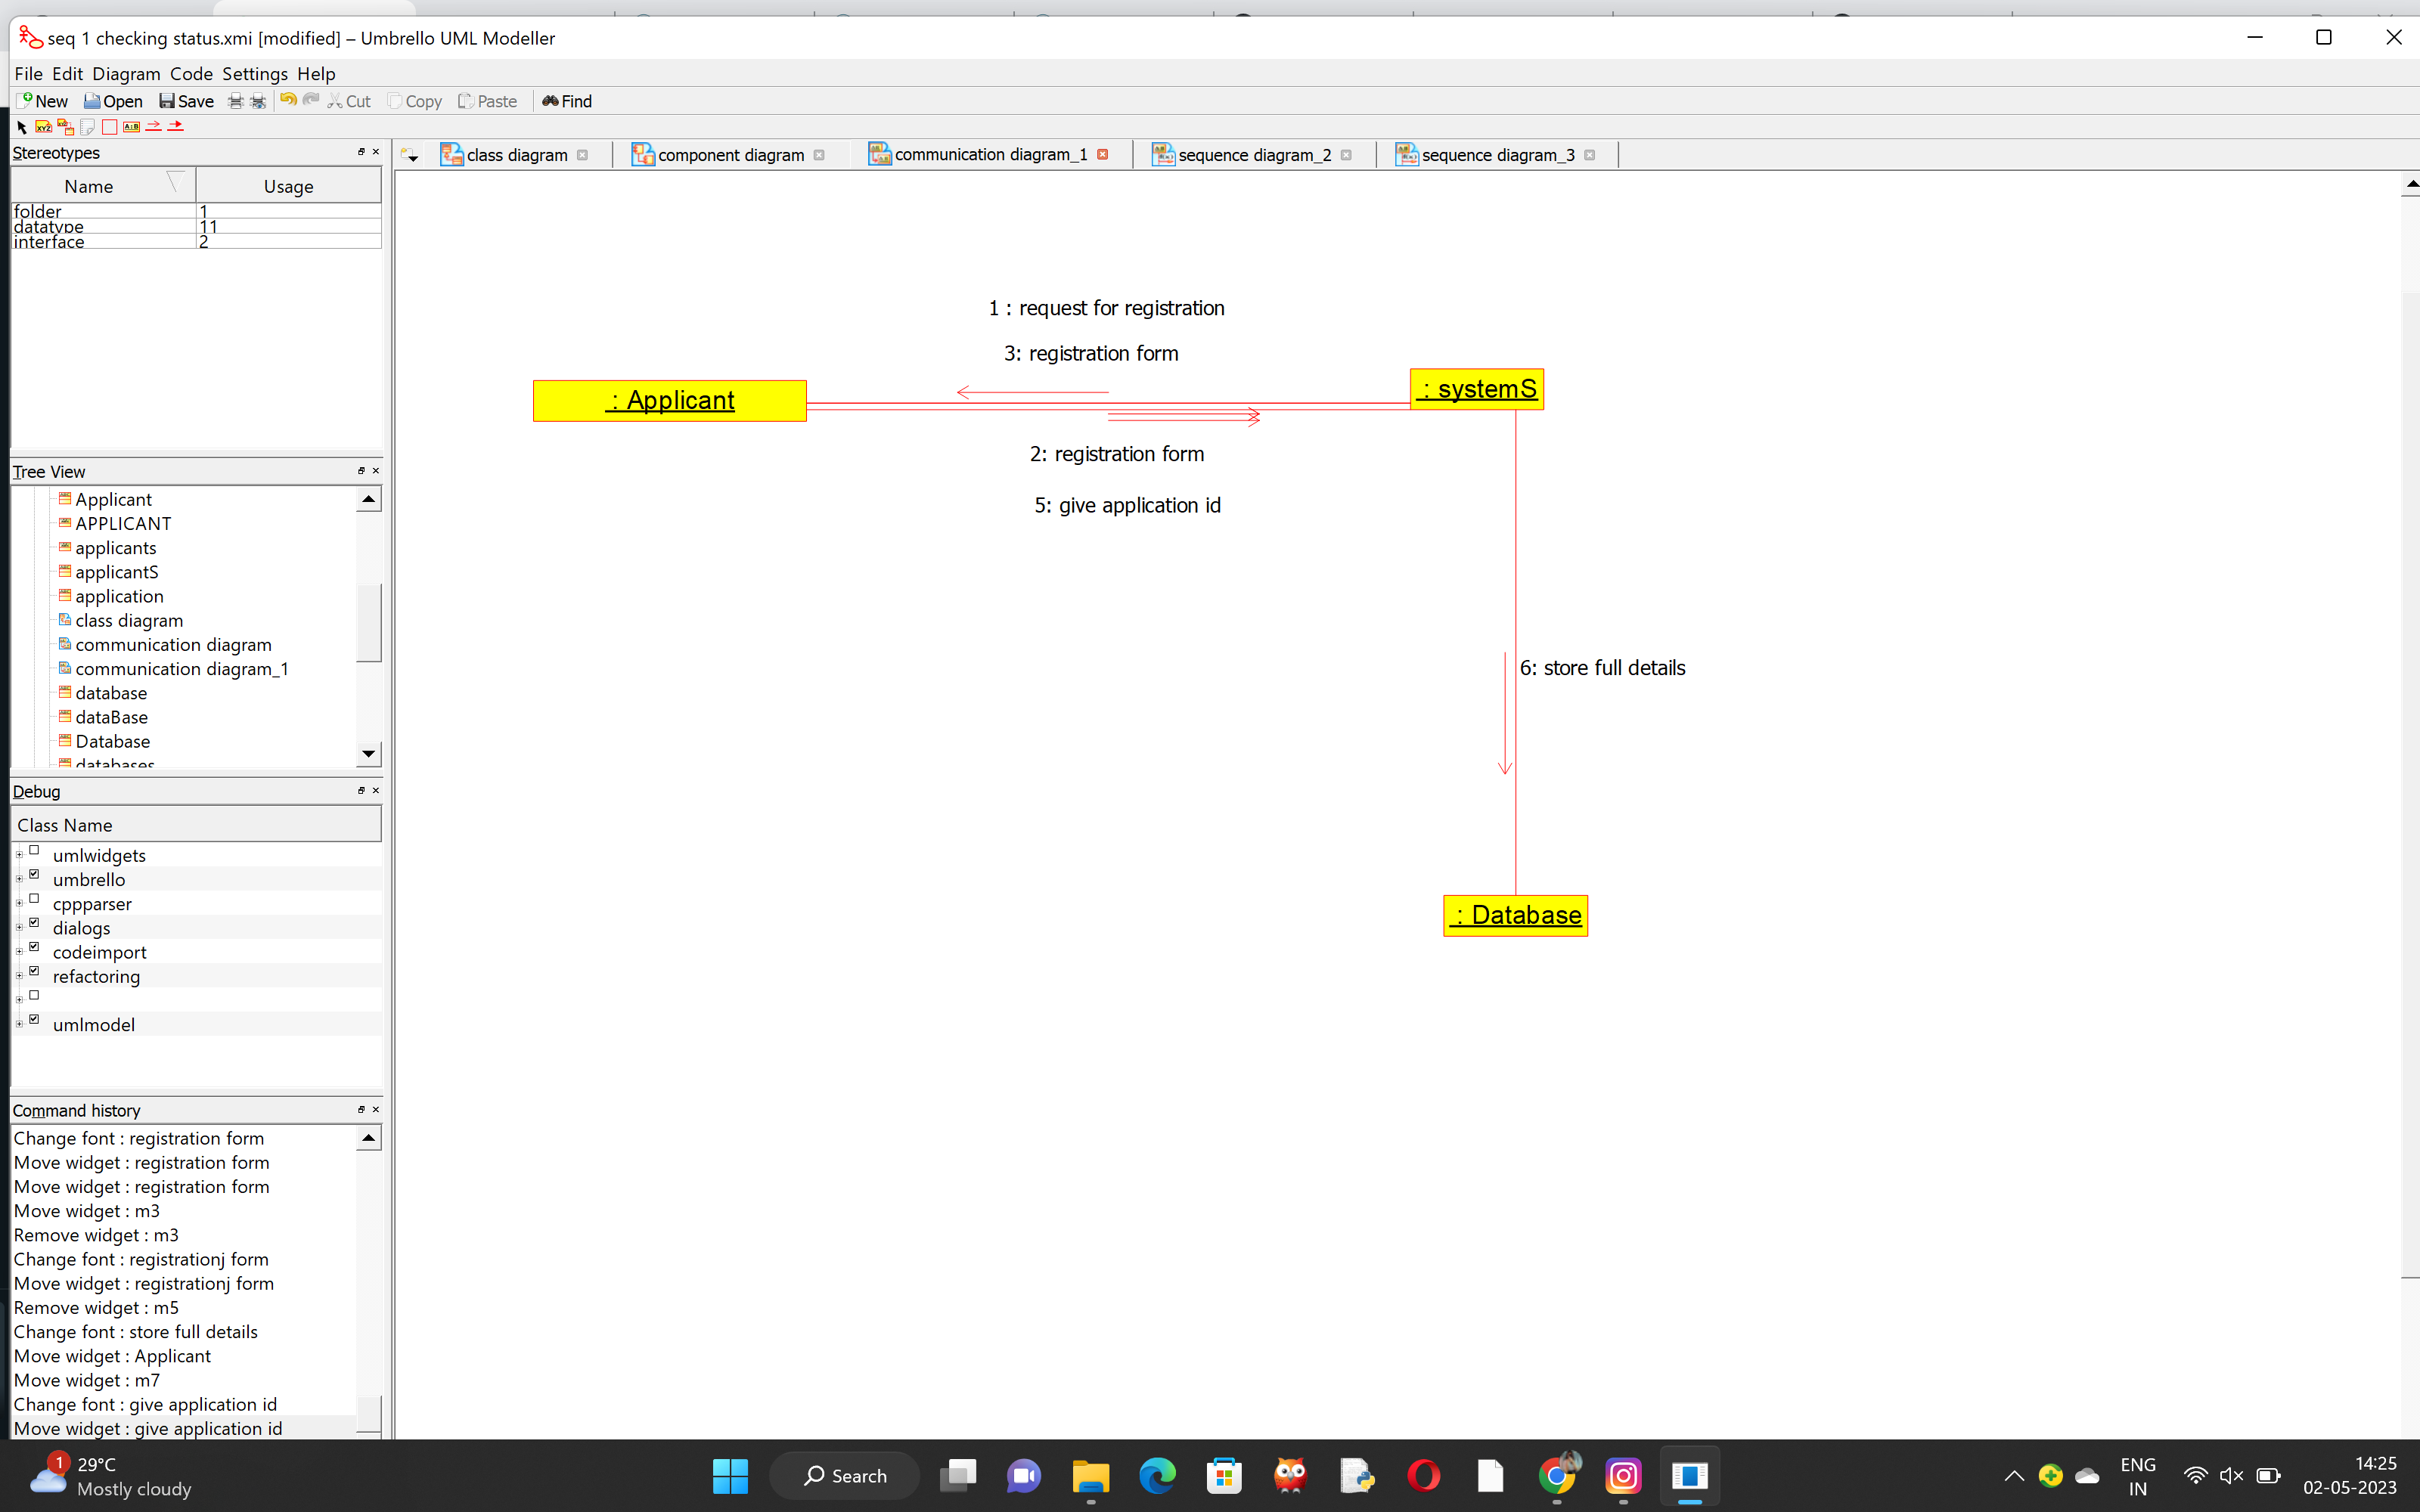 seq 1 checking status.xmi [modified] – Umbrello UML Modeller
File Edit Diagram Code Settings Help
New Open Save Cut Copy Paste Find
Stereotypes
Name Usage
folder 1
datatype 11
interface 2
Tree View
Applicant
APPLICANT
applicants
applicantS
application
class diagram
communication diagram
communication diagram_1
database
dataBase
Database
databases
Debug
Class Name
umlwidgets
umbrello
cppparser
dialogs
codeimport
refactoring
umlmodel
Command history
Change font : registration form
Move widget : registration form
Move widget : registration form
Move widget : m3
Remove widget : m3
Change font : registrationj form
Move widget : registrationj form
Remove widget : m5
Change font : store full details
Move widget : Applicant
Move widget : m7
Change font : give application id
Move widget : give application id
class diagram component diagram communication diagram_1 sequence diagram_2 sequence diagram_3
1 : request for registration
3: registration form
: Applicant
: systemS
2: registration form
5: give application id
6: store full details
: Database
1
29°C
Mostly cloudy
Search
ENG
IN
14:25
02-05-2023